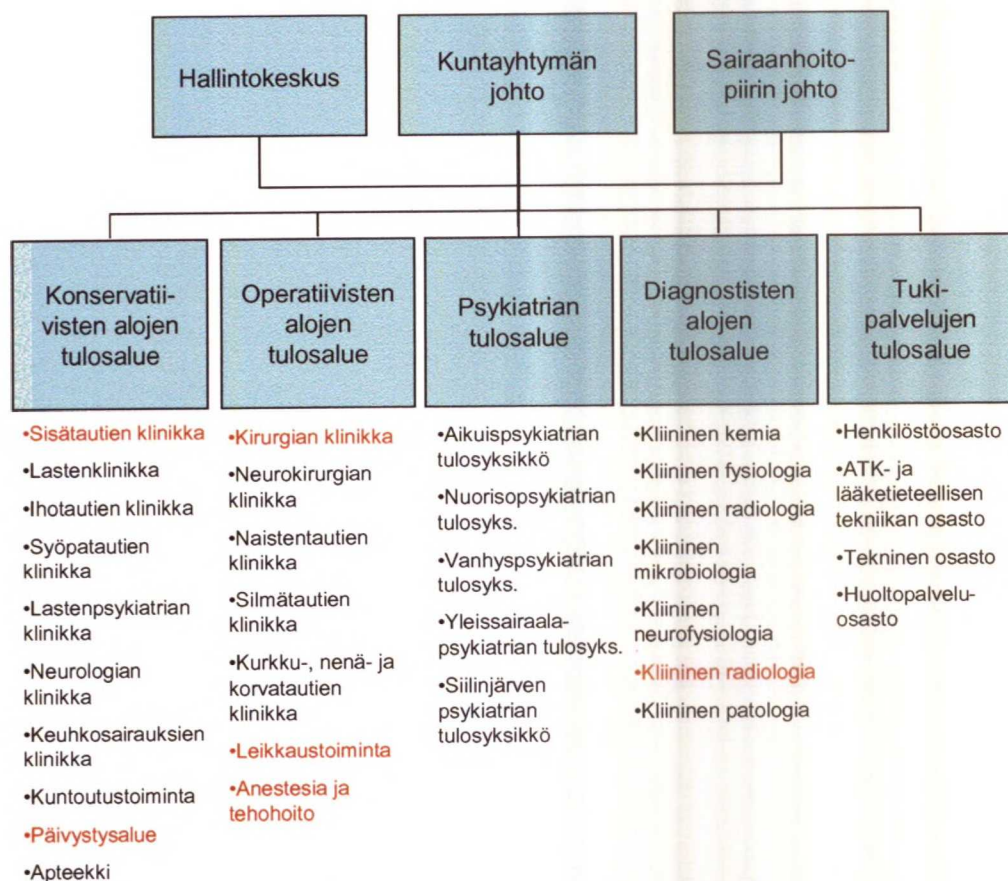 Hallintokeskus
Kuntayhtymän
johto
Sairaanhoito-
piirin johto
Konservatii-
visten alojen
tulosalue
Operatiivisten
alojen
tulosalue
Psykiatrian
tulosalue
Diagnostisten
alojen
tulosalue
Tuki-
palvelujen
tulosalue
•Sisätautien klinikka
•Lastenklinikka
•Ihotautien klinikka
•Syöpatautien
klinikka
•Lastenpsykiatrian
klinikka
•Neurologian
klinikka
•Keuhkosairauksien
klinikka
•Kuntoutustoiminta
•Päivystysalue
•Apteekki
•Kirurgian klinikka
•Neurokirurgian
klinikka
•Naistentautien
klinikka
•Silmätautien
klinikka
•Kurkku-, nenä- ja
korvatautien
klinikka
•Leikkaustoiminta
•Anestesia ja
tehohoito
•Aikuispsykiatrian
tulosyksikkö
•Nuorisopsykiatrian
tulosyks.
•Vanhyspsykiatrian
tulosyks.
•Yleissairaala-
psykiatrian tulosyks.
•Siilinjärven
psykiatrian
tulosyksikkö
•Kliininen kemia
•Kliininen fysiologia
•Kliininen radiologia
•Kliininen
mikrobiologia
•Kliininen
neurofysiologia
•Kliininen radiologia
•Kliininen patologia
•Henkilöstöosasto
•ATK- ja
lääketieteellisen
tekniikan osasto
•Tekninen osasto
•Huoltopalvelu-
osasto